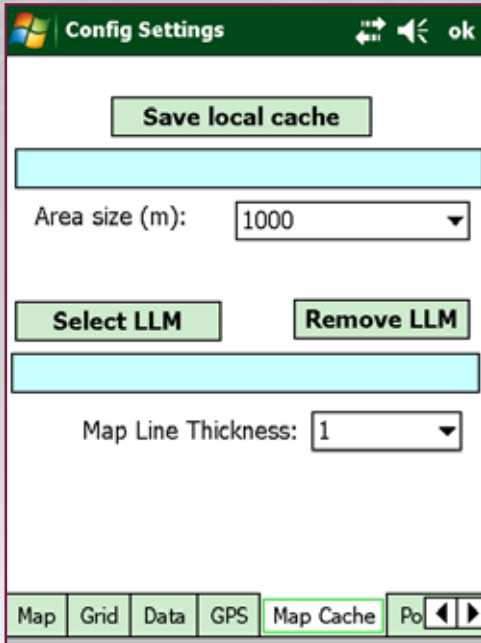 Config Settings ok
Save local cache
Area size (m): 1000
Select LLM Remove LLM
Map Line Thickness: 1
Map Grid Data GPS Map Cache Po